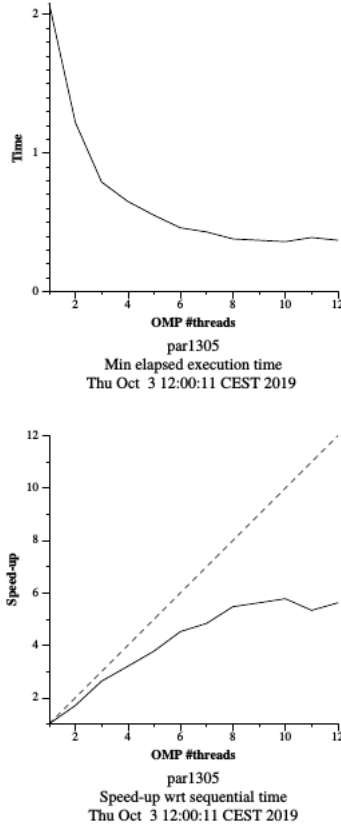 2
1
0
Time
2
4
6
8
10
12
OMP #threads
par1305
Min elapsed execution time
Thu Oct  3 12:00:11 CEST 2019
12
10
8
6
4
2
Speed-up
2
4
6
8
10
12
OMP #threads
par1305
Speed-up wrt sequential time
Thu Oct  3 12:00:11 CEST 2019